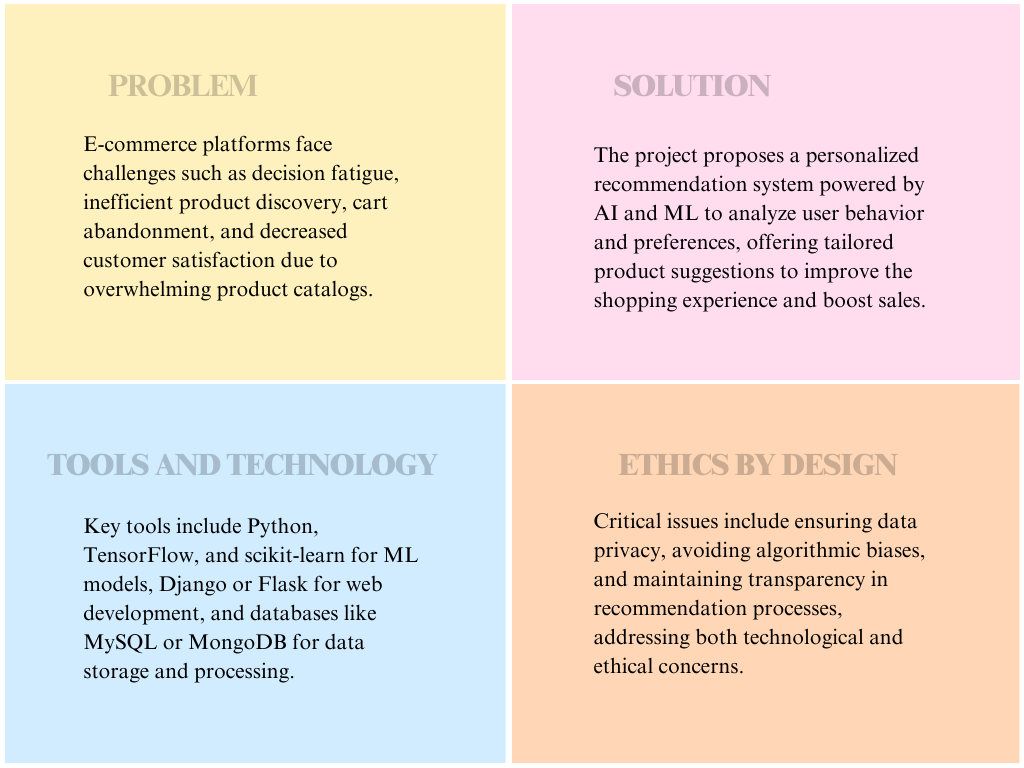 PROBLEM
E-commerce platforms face
challenges such as decision fatigue,
inefficient product discovery, cart
abandonment, and decreased
customer satisfaction due to
overwhelming product catalogs.
SOLUTION
The project proposes a personalized
recommendation system powered by
AI and ML to analyze user behavior
and preferences, offering tailored
product suggestions to improve the
shopping experience and boost sales.
TOOLS AND TECHNOLOGY
Key tools include Python,
TensorFlow, and scikit-learn for ML
models, Django or Flask for web
development, and databases like
MySQL or MongoDB for data
storage and processing.
ETHICS BY DESIGN
Critical issues include ensuring data
privacy, avoiding algorithmic biases,
and maintaining transparency in
recommendation processes,
addressing both technological and
ethical concerns.